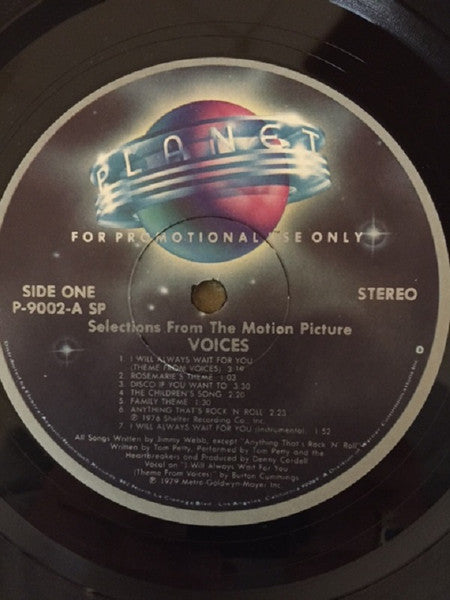 PLANET
FOR PROMOTIONAL USE ONLY
SIDE ONE
P-9002-A SP
STEREO
Selections From The Motion Picture
VOICES
1. I WILL ALWAYS WAIT FOR YOU
(THEME FROM VOICES) 3:19
2. ROSEMARIE'S THEME 1:03
3. DISCO IF YOU WANT TO 3:30
4. THE CHILDREN'S SONG 2:20
5. FAMILY THEME 1:30
6. ANYTHING THAT'S ROCK 'N' ROLL 2:23
℗ 1976 Shelter Recording Co., Inc.
7. I WILL ALWAYS WAIT FOR YOU (Instrumental) 1:52
All Songs Written by Jimmy Webb, except "Anything That's Rock 'N' Roll"
Written by Tom Petty, Performed by Tom Petty and the
Heartbreakers and Produced by Denny Cordell
Vocal on "I Will Always Wait For You
(Theme From Voices)" by Burton Cummings
℗ 1979 Metro-Goldwyn-Mayer Inc.